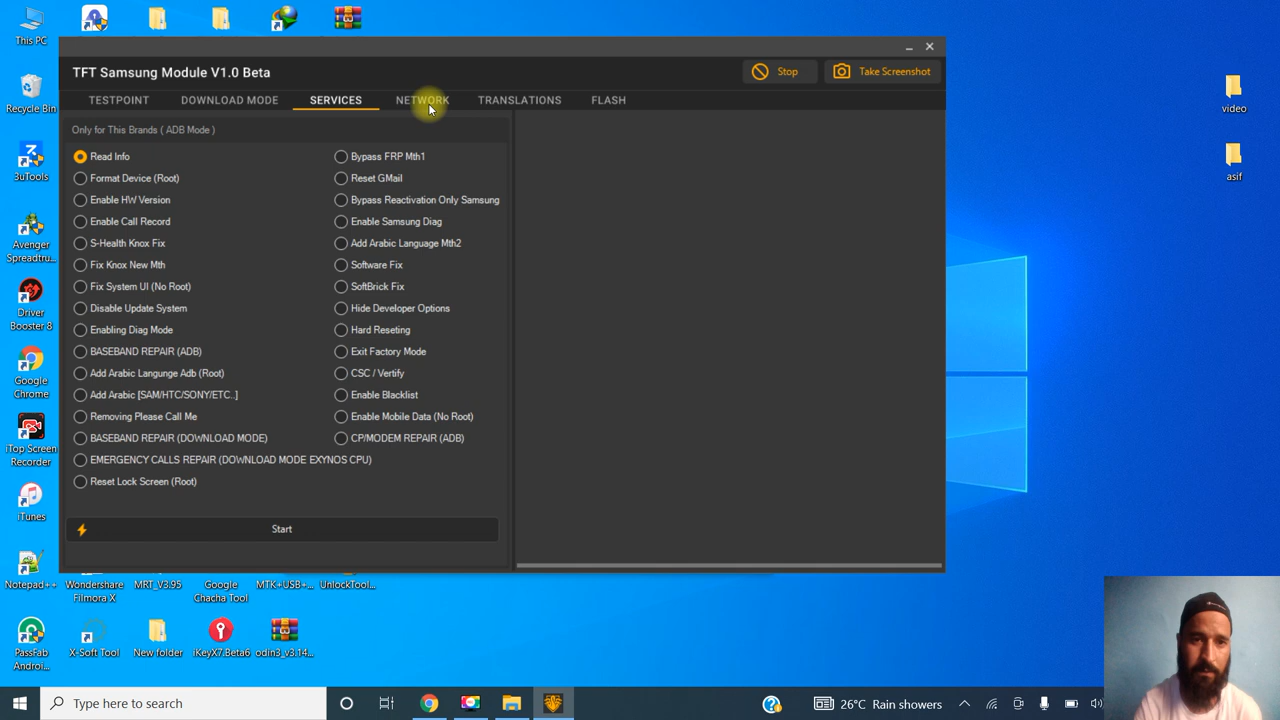 This PC
Recycle Bin
3uTools
Avenger
Spreadtru...
Driver
Booster 8
Google
Chrome
iTop Screen
Recorder
iTunes
Notepad++
PassFab
Androi...
TFT Samsung Module V1.0 Beta
Stop
Take Screenshot
TESTPOINT
DOWNLOAD MODE
SERVICES
NETWORK
TRANSLATIONS
FLASH
Only for This Brands ( ADB Mode )
Read Info
Format Device (Root)
Enable HW Version
Enable Call Record
S-Health Knox Fix
Fix Knox New Mth
Fix System UI (No Root)
Disable Update System
Enabling Diag Mode
BASEBAND REPAIR (ADB)
Add Arabic Langunge Adb (Root)
Add Arabic [SAM/HTC/SONY/ETC..]
Removing Please Call Me
BASEBAND REPAIR (DOWNLOAD MODE)
EMERGENCY CALLS REPAIR (DOWNLOAD MODE EXYNOS CPU)
Reset Lock Screen (Root)
Bypass FRP Mth1
Reset GMail
Bypass Reactivation Only Samsung
Enable Samsung Diag
Add Arabic Language Mth2
Software Fix
SoftBrick Fix
Hide Developer Options
Hard Reseting
Exit Factory Mode
CSC / Vertify
Enable Blacklist
Enable Mobile Data (No Root)
CP/MODEM REPAIR (ADB)
Start
Wondershare
Filmora X
MRT_V3.95
Google
Chacha Tool
MTK+USB+...
UnlockTool...
X-Soft Tool
New folder
iKeyX7.Beta6
odin3_v3.14...
video
asif
Type here to search
26°C Rain showers